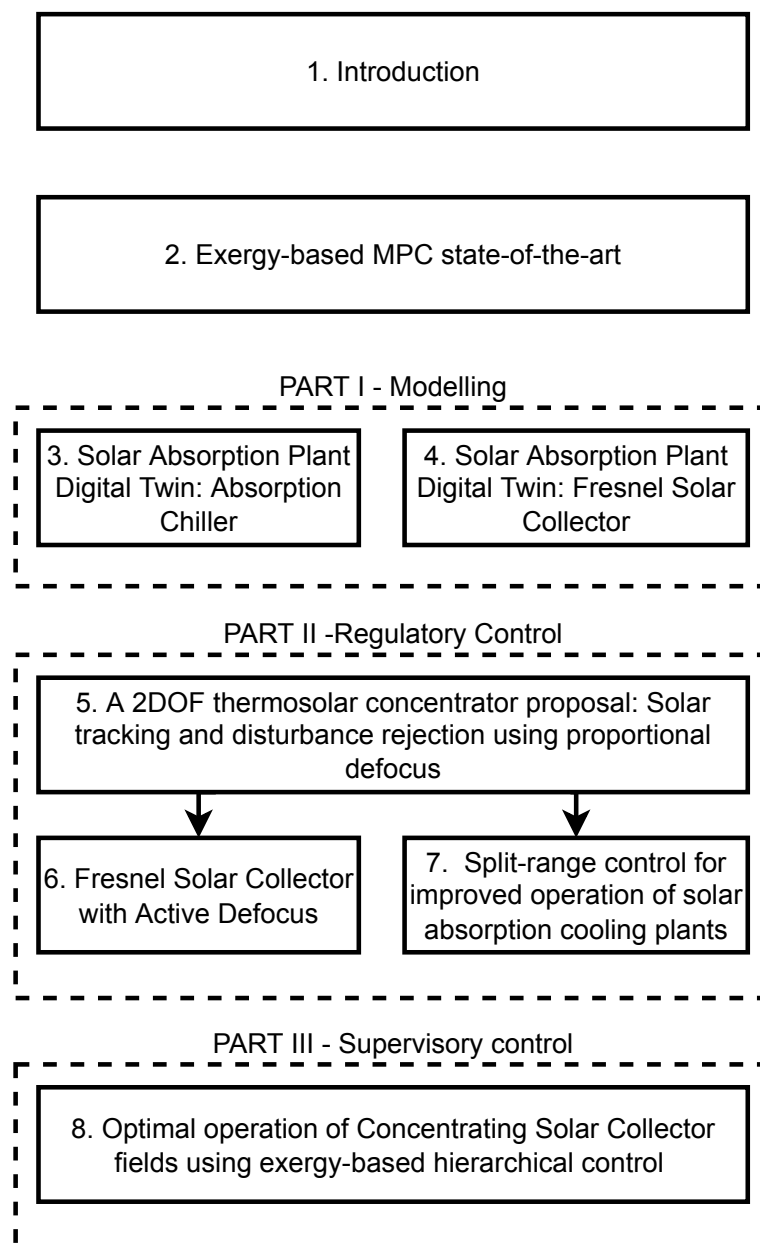 1. Introduction
2. Exergy-based MPC state-of-the-art
PART I - Modelling
3. Solar Absorption Plant
Digital Twin: Absorption
Chiller
4. Solar Absorption Plant
Digital Twin: Fresnel Solar
Collector
PART II -Regulatory Control
5. A 2DOF thermosolar concentrator proposal: Solar
tracking and disturbance rejection using proportional
defocus
6. Fresnel Solar Collector
with Active Defocus
7.  Split-range control for
improved operation of solar
absorption cooling plants
PART III - Supervisory control
8. Optimal operation of Concentrating Solar Collector
fields using exergy-based hierarchical control